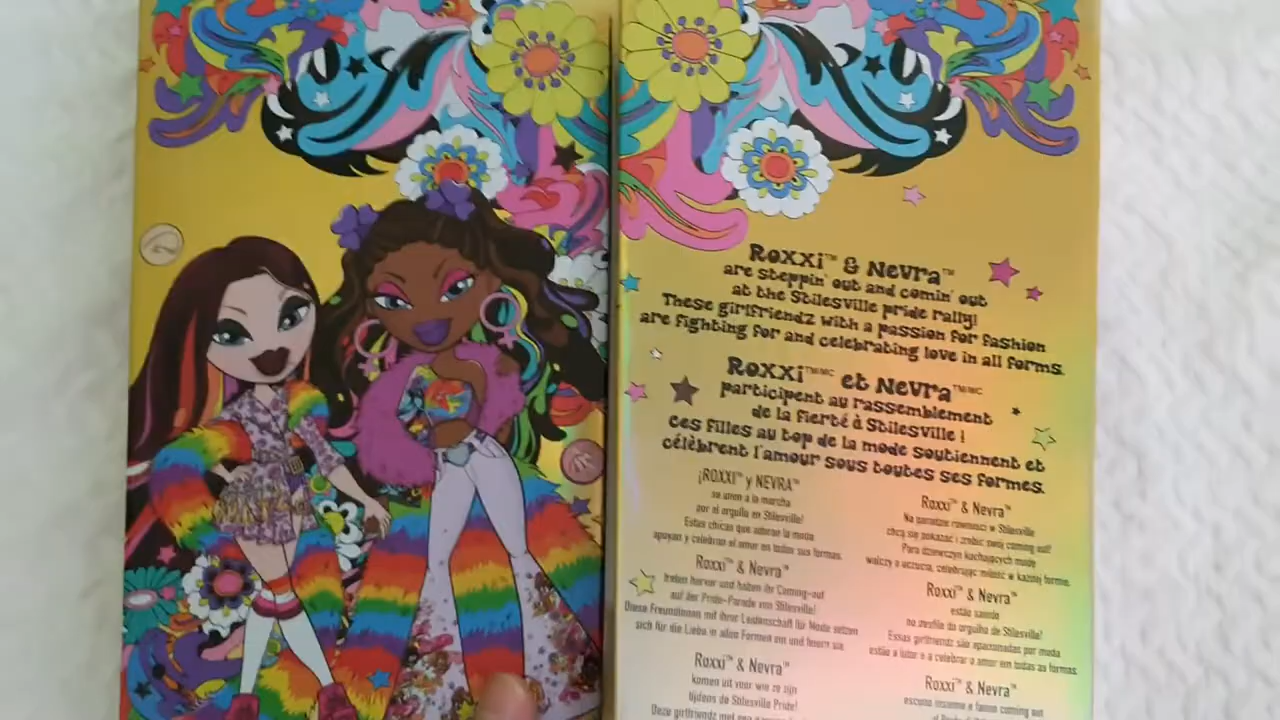 Roxxi™ & Nevra™
are steppin' out and comin' out
at the Stilesville pride rally!
These girlfriendz with a passion for fashion
are fighting for and celebrating love in all forms.
Roxxi™ᴹᶜ et Nevra™ᴹᶜ
participent au rassemblement
de la fierté à Stilesville !
Ces filles au top de la mode soutiennent et
célèbrent l'amour sous toutes ses formes.
¡ROXXI™ y NEVRA™
se unen a la marcha
por el orgullo en Stilesville!
Estas chicas que adoran la moda
apoyan y celebran el amor en todas sus formas.
Roxxi™ & Nevra™
treten hervor und haben ihr Coming-out
auf der Pride-Parade von Stilesville!
Diese Freundinnen mit ihrer Leidenschaft für Mode setzen
sich für die Liebe in allen Formen ein und feiern sie
Roxxi™ & Nevra™
komen uit voor wie ze zijn
tijdens de Stilesville Pride!
Deze girlfriendz met een
Roxxi™ & Nevra™
Na paradzie równości w Stilesville
chcą się pokazać i zrobić swój coming out!
Para dziewczyn kochających modę
walczy o uczucia, celebrując miłość w każdej formie.
Roxxi™ & Nevra™
estão saindo
no desfile do orgulho de Stilesville!
Essas girlfriendz são apaixonadas por moda
estão a lutar e a celebrar o amor em todas as formas
Roxxi™ & Nevra™
escono insieme e fanno coming out